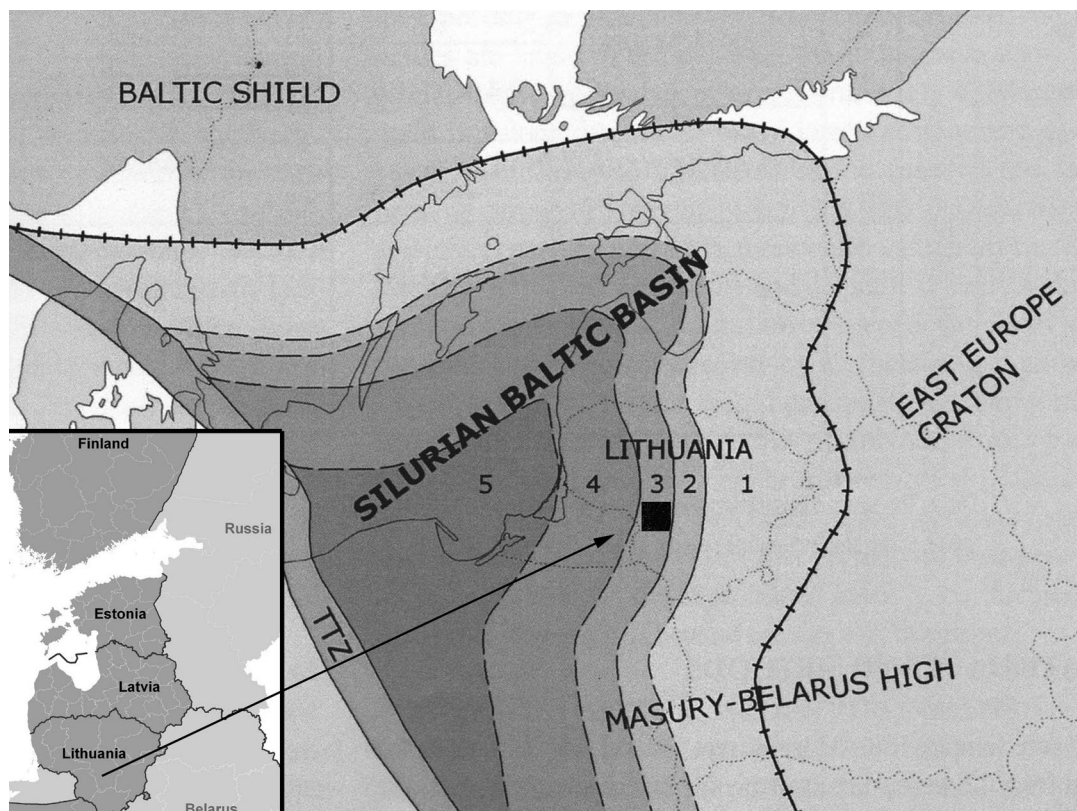 BALTIC SHIELD
SILURIAN BALTIC BASIN
EAST EUROPE
CRATON
LITHUANIA
5 4 3 2 1
TTZ
MASURY-BELARUS HIGH
Finland
Russia
Estonia
Latvia
Lithuania
Belarus